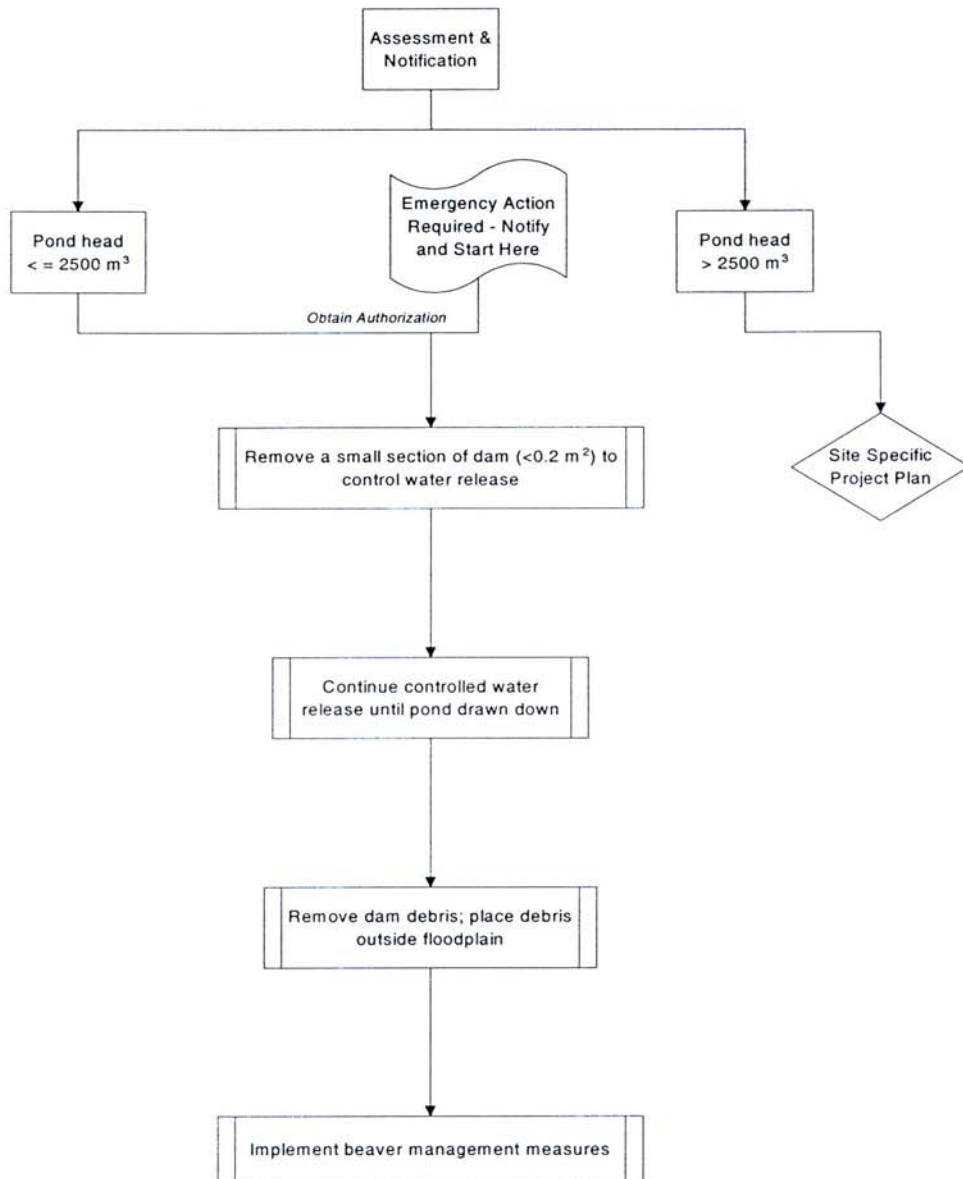 Assessment &
Notification
Emergency Action
Required - Notify
and Start Here
Pond head
< = 2500 m³
Pond head
> 2500 m³
Obtain Authorization
Remove a small section of dam (<0.2 m²) to
control water release
Site Specific
Project Plan
Continue controlled water
release until pond drawn down
Remove dam debris; place debris
outside floodplain
Implement beaver management measures